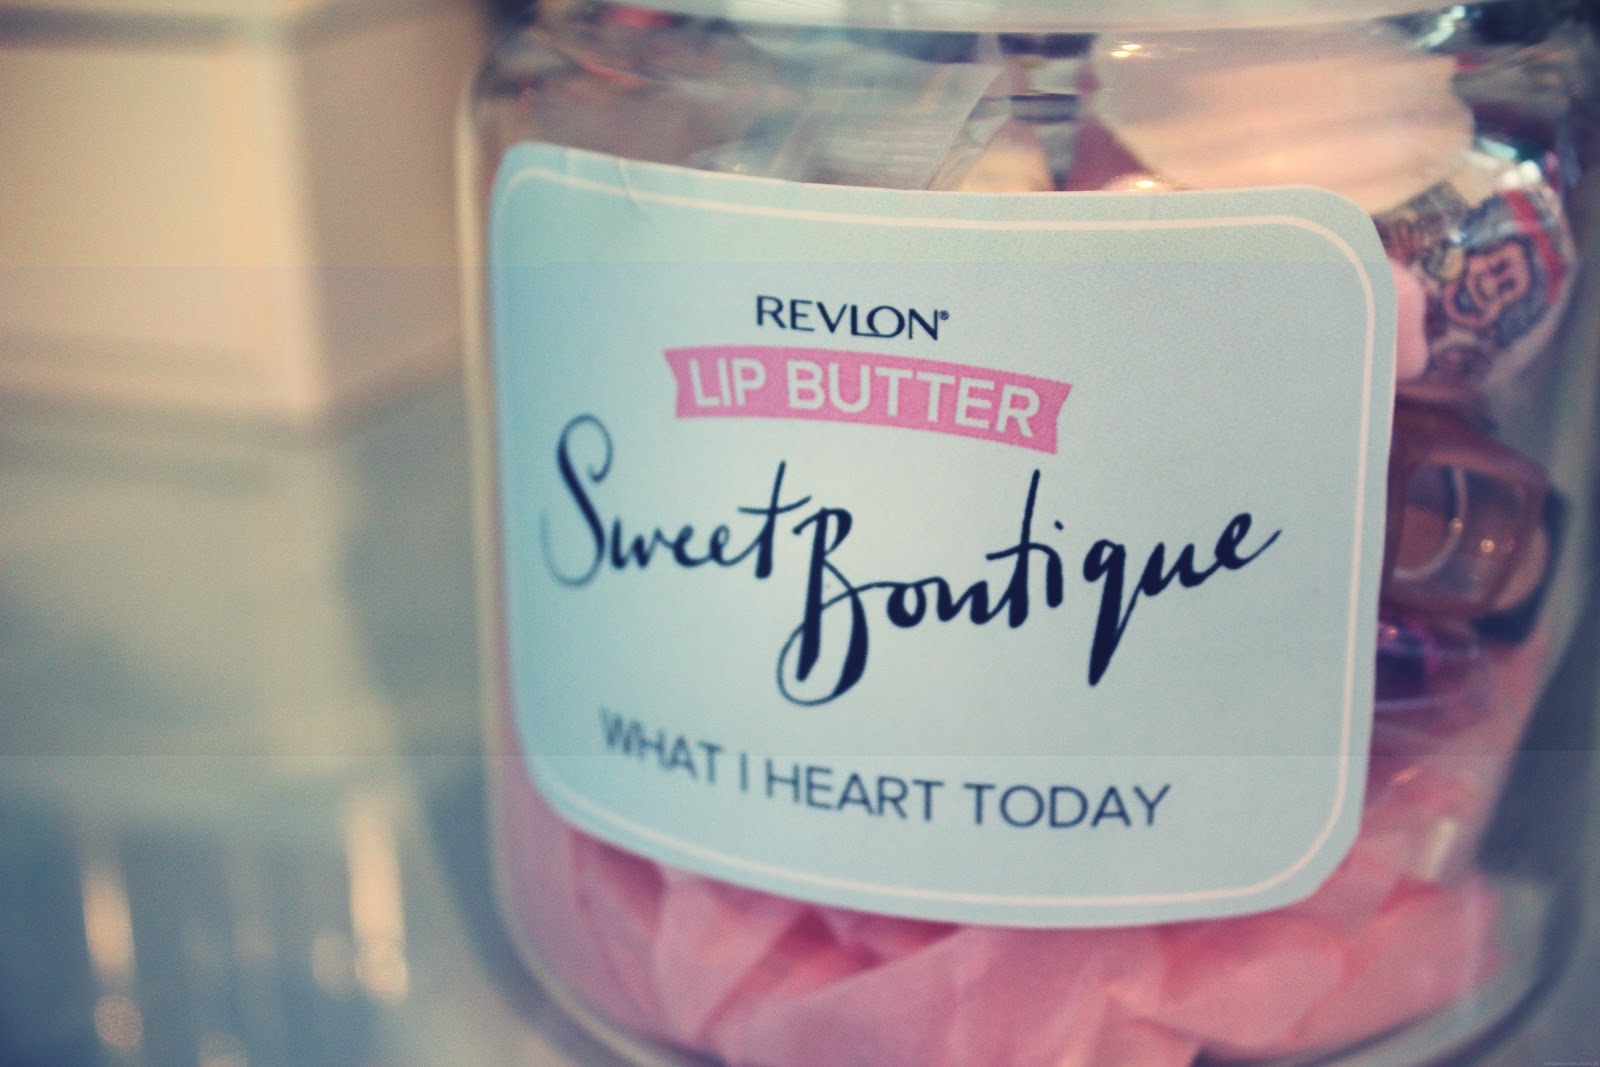 REVLON®
LIP BUTTER
Sweet Boutique
WHAT I HEART TODAY